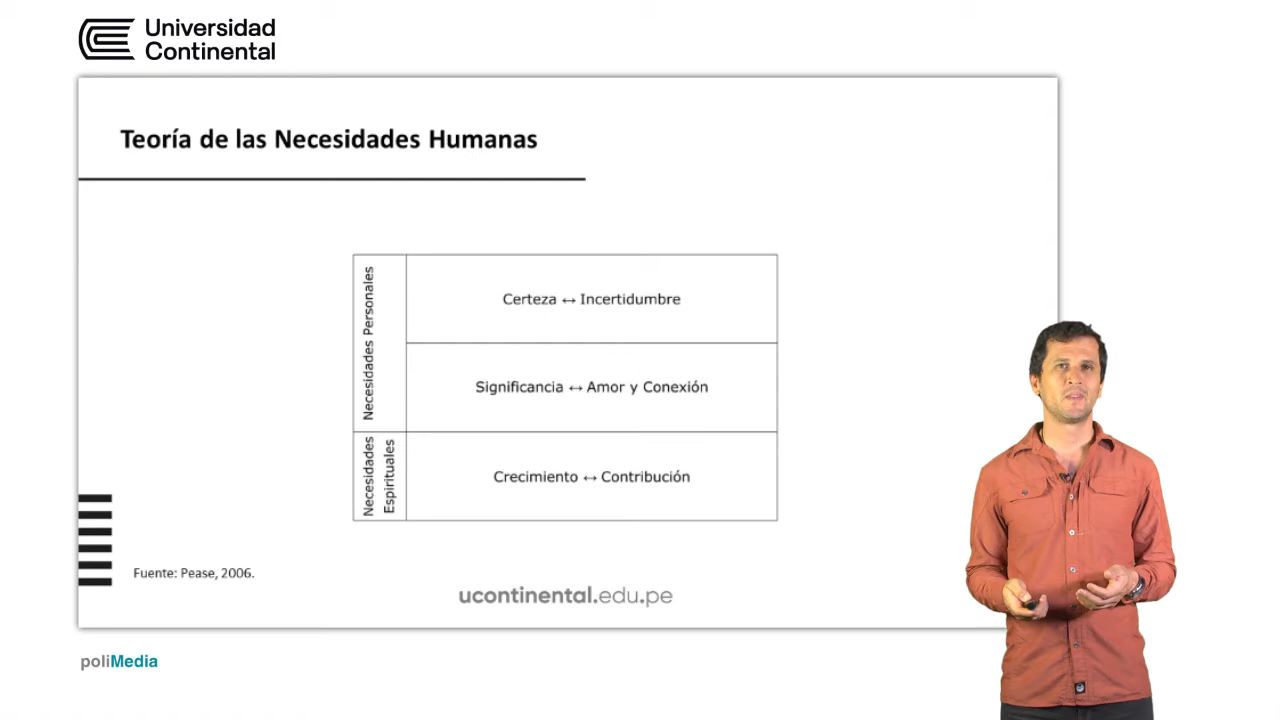 Universidad
Continental
Teoría de las Necesidades Humanas
Necesidades Personales
Certeza ↔ Incertidumbre
Significancia ↔ Amor y Conexión
Necesidades
Espirituales
Crecimiento ↔ Contribución
Fuente: Pease, 2006.
ucontinental.edu.pe
poliMedia